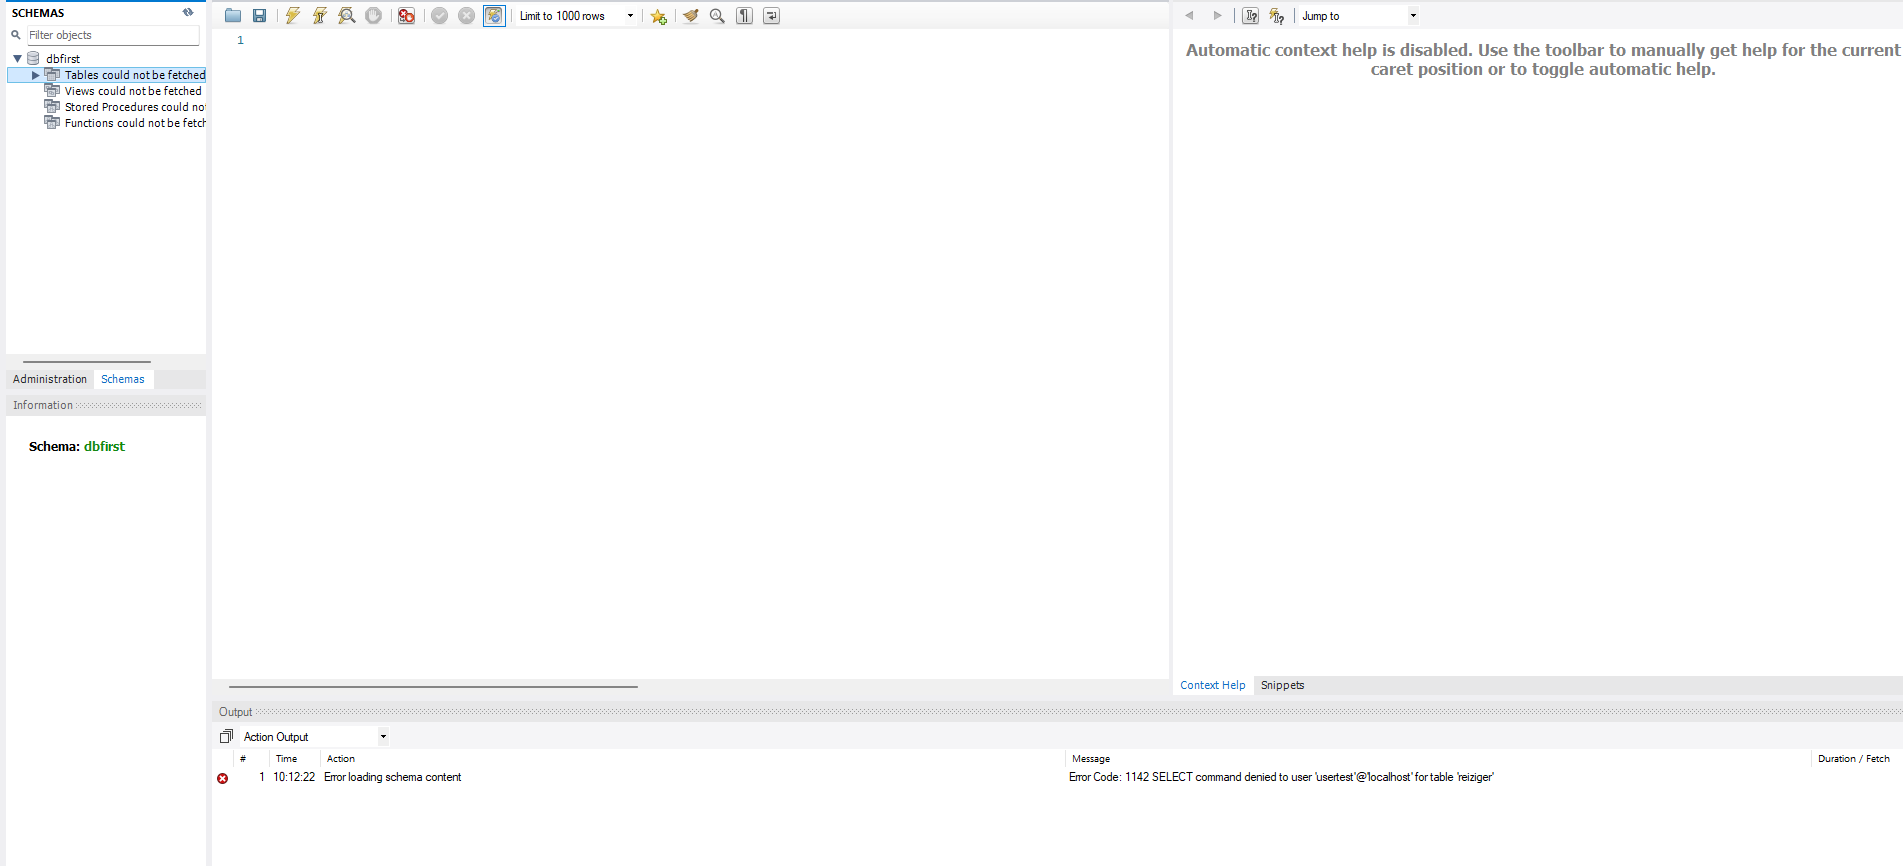 SCHEMAS
Filter objects
dbfirst
Tables could not be fetched
Views could not be fetched
Stored Procedures could not
Functions could not be fetch
Administration
Schemas
Information
Schema: dbfirst
Limit to 1000 rows
1
Jump to
Automatic context help is disabled. Use the toolbar to manually get help for the current
caret position or to toggle automatic help.
Context Help
Snippets
Output
Action Output
# Time Action Message Duration / Fetch
1 10:12:22 Error loading schema content Error Code: 1142 SELECT command denied to user 'usertest'@'localhost' for table 'reiziger'